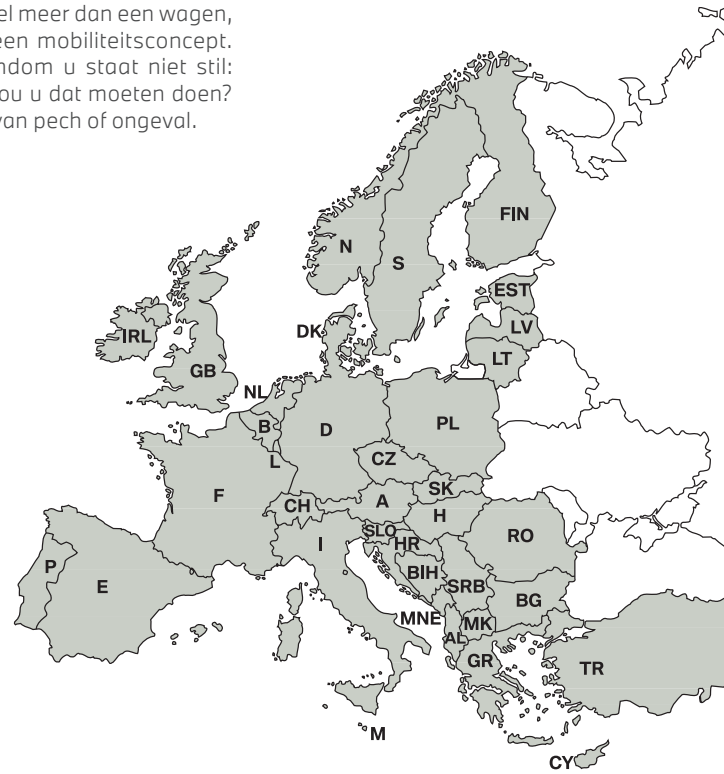 el meer dan een wagen,
een mobiliteitsconcept.
ndom u staat niet stil:
ou u dat moeten doen?
van pech of ongeval.
FIN
N
S
EST
LV
LT
DK
IRL
GB
NL
B
D
PL
L
CZ
SK
F
CH
A
H
SLO
HR
RO
I
BIH
SRB
P
E
BG
MNE
MK
AL
GR
TR
M
CY